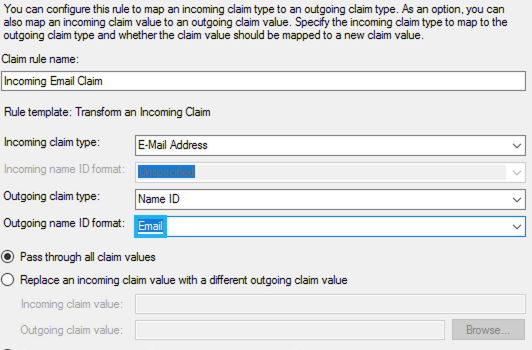 You can configure this rule to map an incoming claim type to an outgoing claim type. As an option, you can
also map an incoming claim value to an outgoing claim value. Specify the incoming claim type to map to the
outgoing claim type and whether the claim value should be mapped to a new claim value.
Claim rule name:
Incoming Email Claim
Rule template: Transform an Incoming Claim
Incoming claim type: E-Mail Address
Incoming name ID format:
Outgoing claim type: Name ID
Outgoing name ID format: Email
Pass through all claim values
Replace an incoming claim value with a different outgoing claim value
Incoming claim value:
Outgoing claim value: Browse...